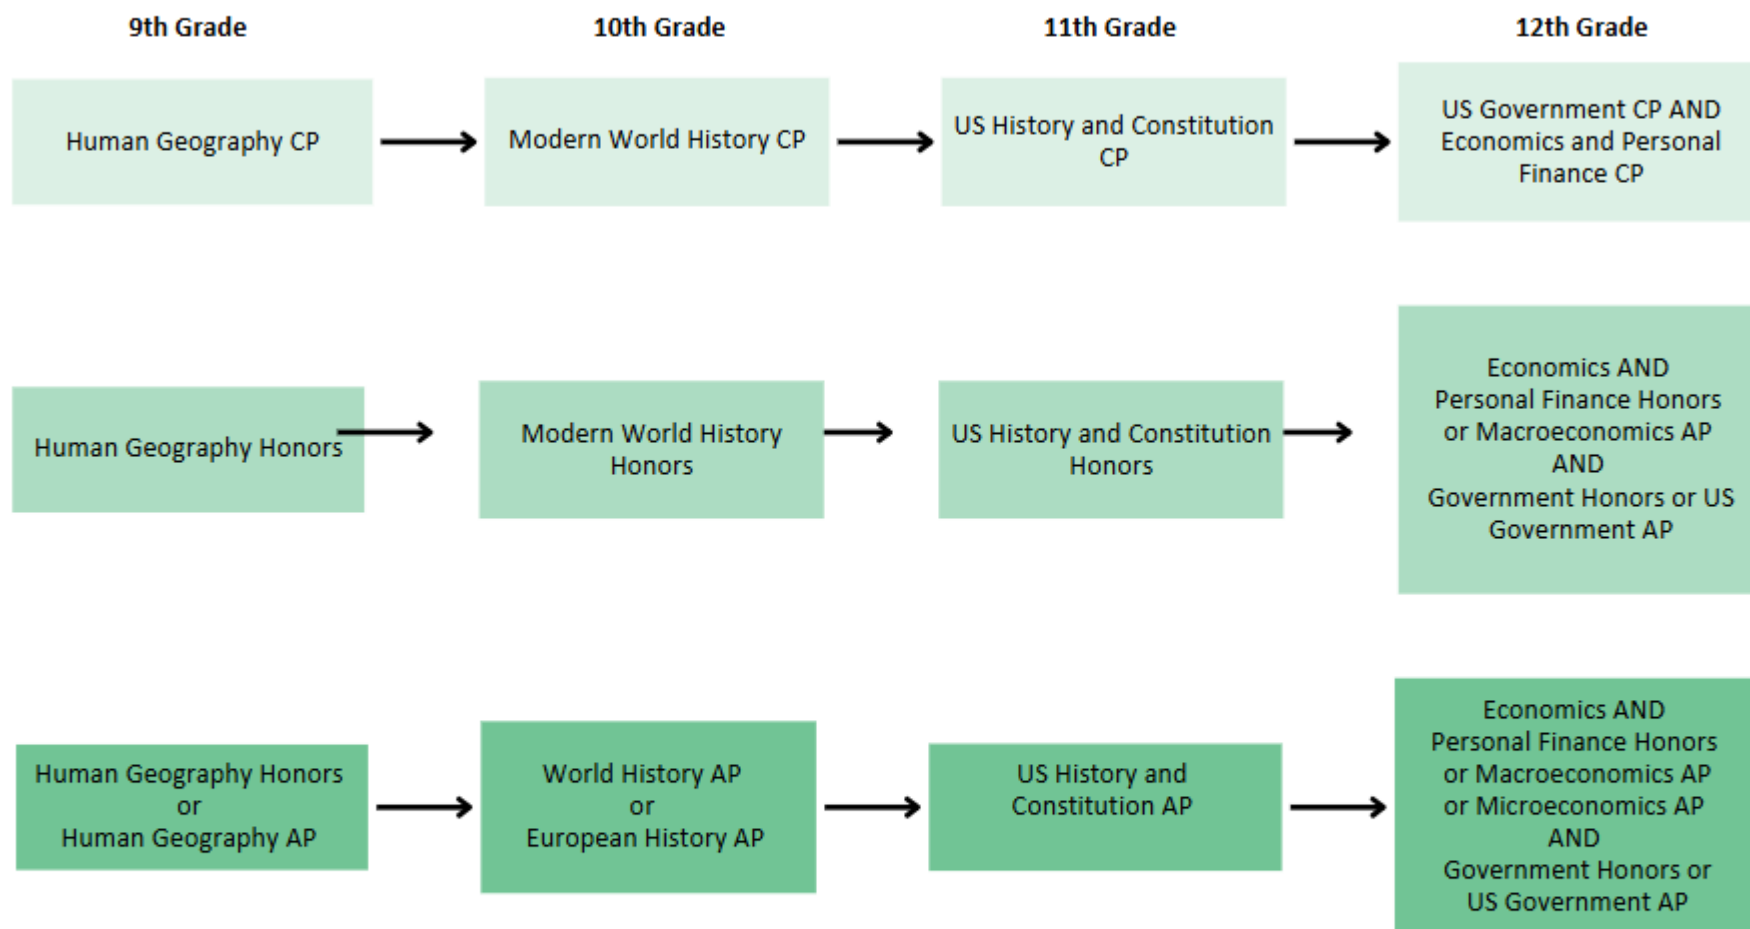 9th Grade
10th Grade
11th Grade
12th Grade
Human Geography CP
Modern World History CP
US History and Constitution
CP
US Government CP AND
Economics and Personal
Finance CP
Human Geography Honors
Modern World History
Honors
US History and Constitution
Honors
Economics AND
Personal Finance Honors
or Macroeconomics AP
AND
Government Honors or US
Government AP
Human Geography Honors
or
Human Geography AP
World History AP
or
European History AP
US History and
Constitution AP
Economics AND
Personal Finance Honors
or Macroeconomics AP
or Microeconomics AP
AND
Government Honors or
US Government AP